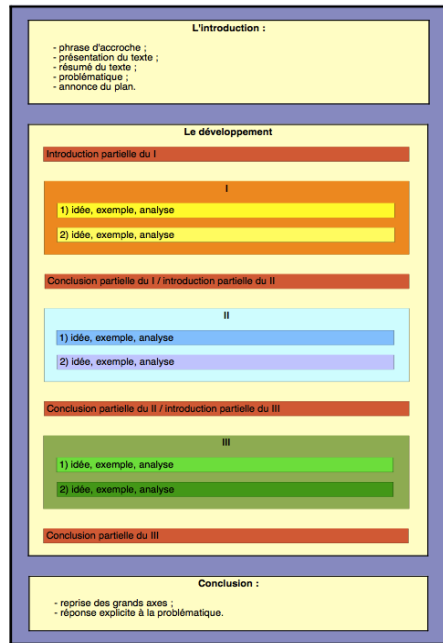 L'introduction :
- phrase d'accroche ;
- présentation du texte ;
- résumé du texte ;
- problématique ;
- annonce du plan.
Le développement
Introduction partielle du I
I
1) idée, exemple, analyse
2) idée, exemple, analyse
Conclusion partielle du I / introduction partielle du II
II
1) idée, exemple, analyse
2) idée, exemple, analyse
Conclusion partielle du II / introduction partielle du III
III
1) idée, exemple, analyse
2) idée, exemple, analyse
Conclusion partielle du III
Conclusion :
- reprise des grands axes ;
- réponse explicite à la problématique.